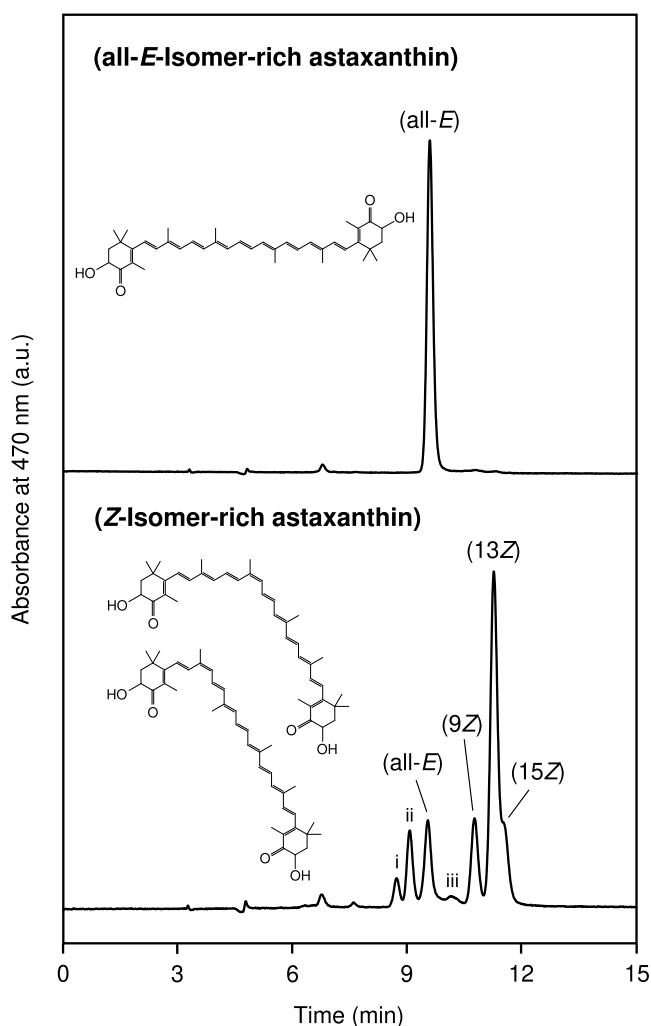 (all-E-Isomer-rich astaxanthin)
(all-E)
O
OH
HO
O
Absorbance at 470 nm (a.u.)
(Z-Isomer-rich astaxanthin)
(13Z)
HO
O
HO
O
O
OH
(9Z)
(all-E)
(15Z)
ii
i
iii
O
OH
0 3 6 9 12 15
Time (min)